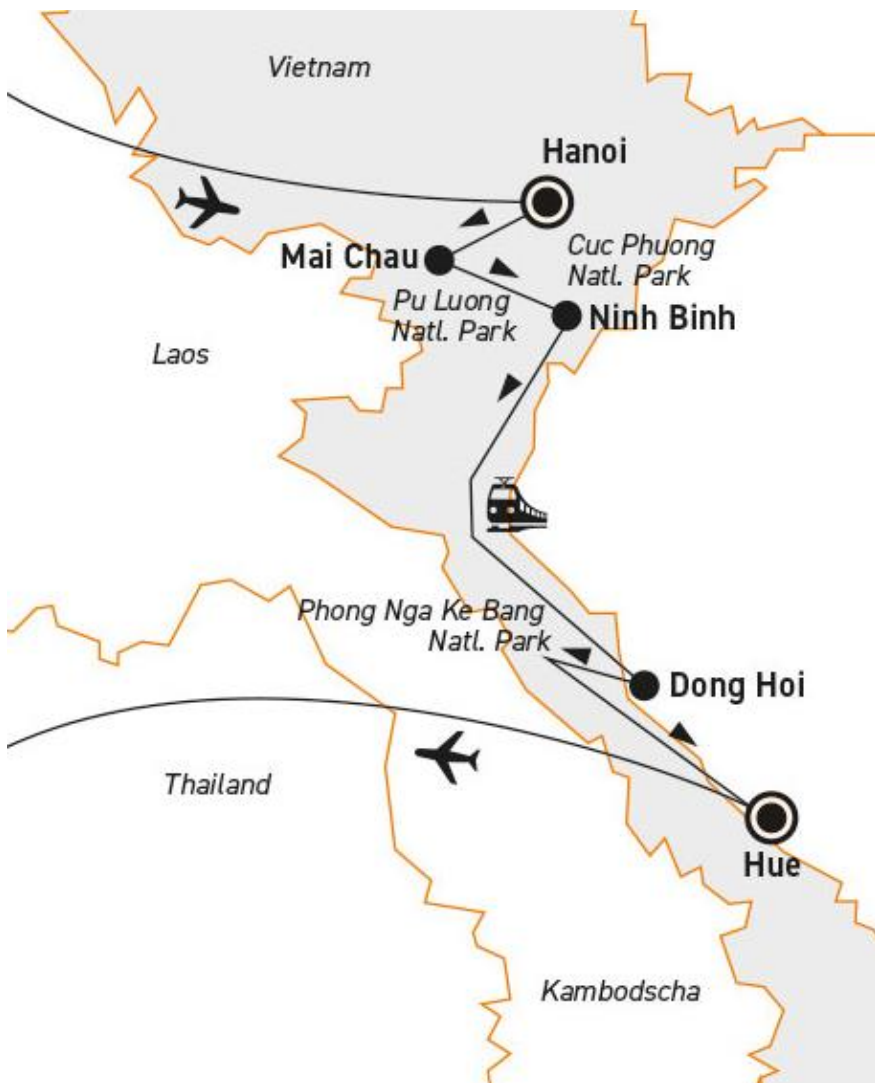 Vietnam
Hanoi
Mai Chau
Cuc Phuong
Natl. Park
Pu Luong
Natl. Park
Ninh Binh
Laos
Phong Nga Ke Bang
Natl. Park
Dong Hoi
Thailand
Hue
Kambodscha